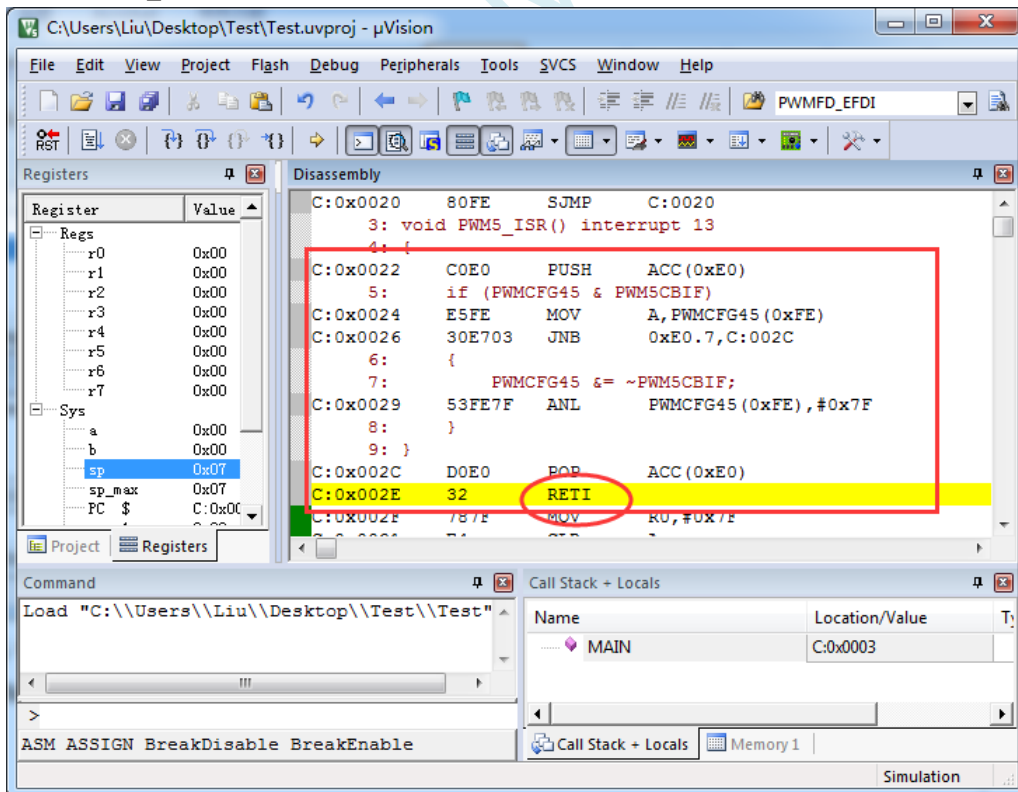 C:\Users\Liu\Desktop\Test\Test.uvproj - µVision
File Edit View Project Flash Debug Peripherals Tools SVCS Window Help
PWMFD_EFDI
RST
Registers
Register Value
Regs
r0 0x00
r1 0x00
r2 0x00
r3 0x00
r4 0x00
r5 0x00
r6 0x00
r7 0x00
Sys
a 0x00
b 0x00
sp 0x07
sp_max 0x07
PC $ C:0x00
Project Registers
Disassembly
C:0x0020 80FE SJMP C:0020
3: void PWM5_ISR() interrupt 13
4: {
C:0x0022 C0E0 PUSH ACC(0xE0)
5: if (PWMCFG45 & PWM5CBIF)
C:0x0024 E5FE MOV A,PWMCFG45(0xFE)
C:0x0026 30E703 JNB 0xE0.7,C:002C
6: {
7: PWMCFG45 &= ~PWM5CBIF;
C:0x0029 53FE7F ANL PWMCFG45(0xFE),#0x7F
8: }
9: }
C:0x002C D0E0 POP ACC(0xE0)
C:0x002E 32 RETI
C:0x002F 787F MOV R0,#0x7F
Command
Load "C:\\Users\\Liu\\Desktop\\Test\\Test"
>
ASM ASSIGN BreakDisable BreakEnable
Call Stack + Locals
Name Location/Value
MAIN C:0x0003
Call Stack + Locals Memory 1
Simulation